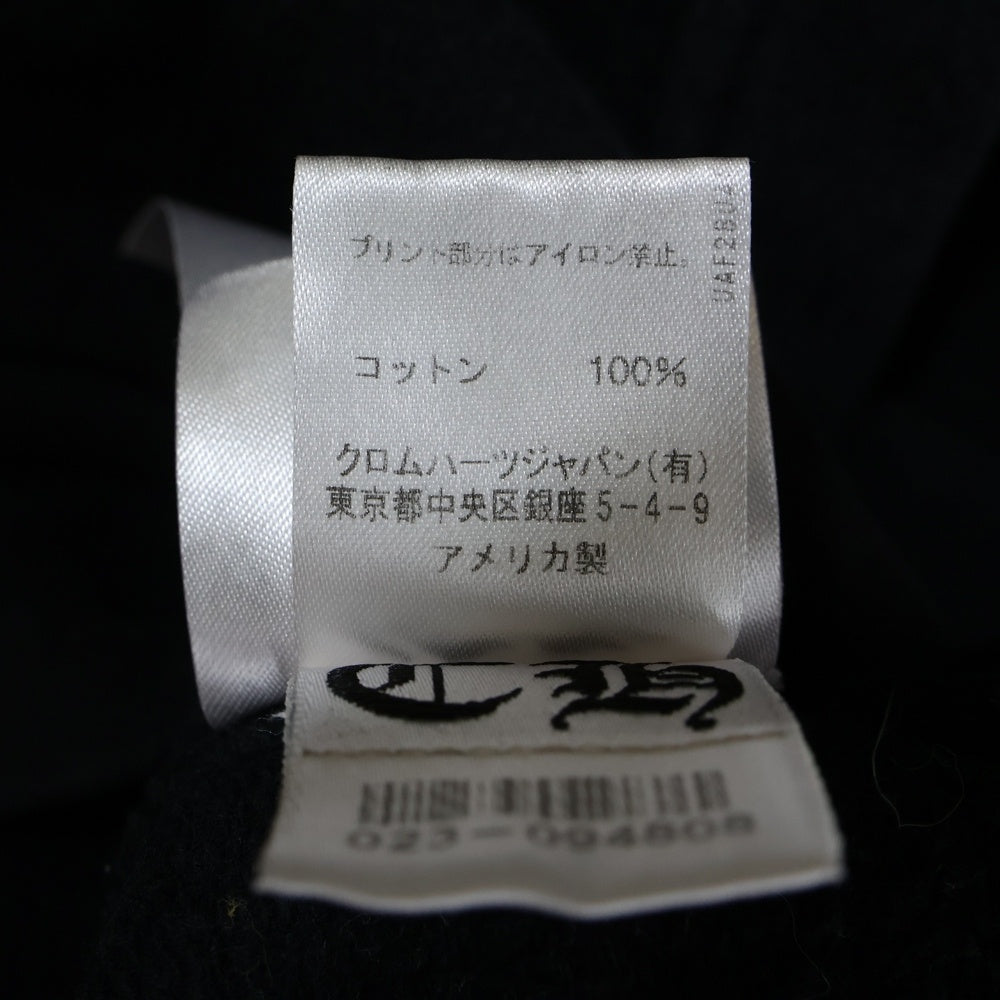 プリント部分はアイロン禁止。
コットン 100%
クロムハーツジャパン(有)
東京都中央区銀座5-4-9
アメリカ製
CH
023-094808